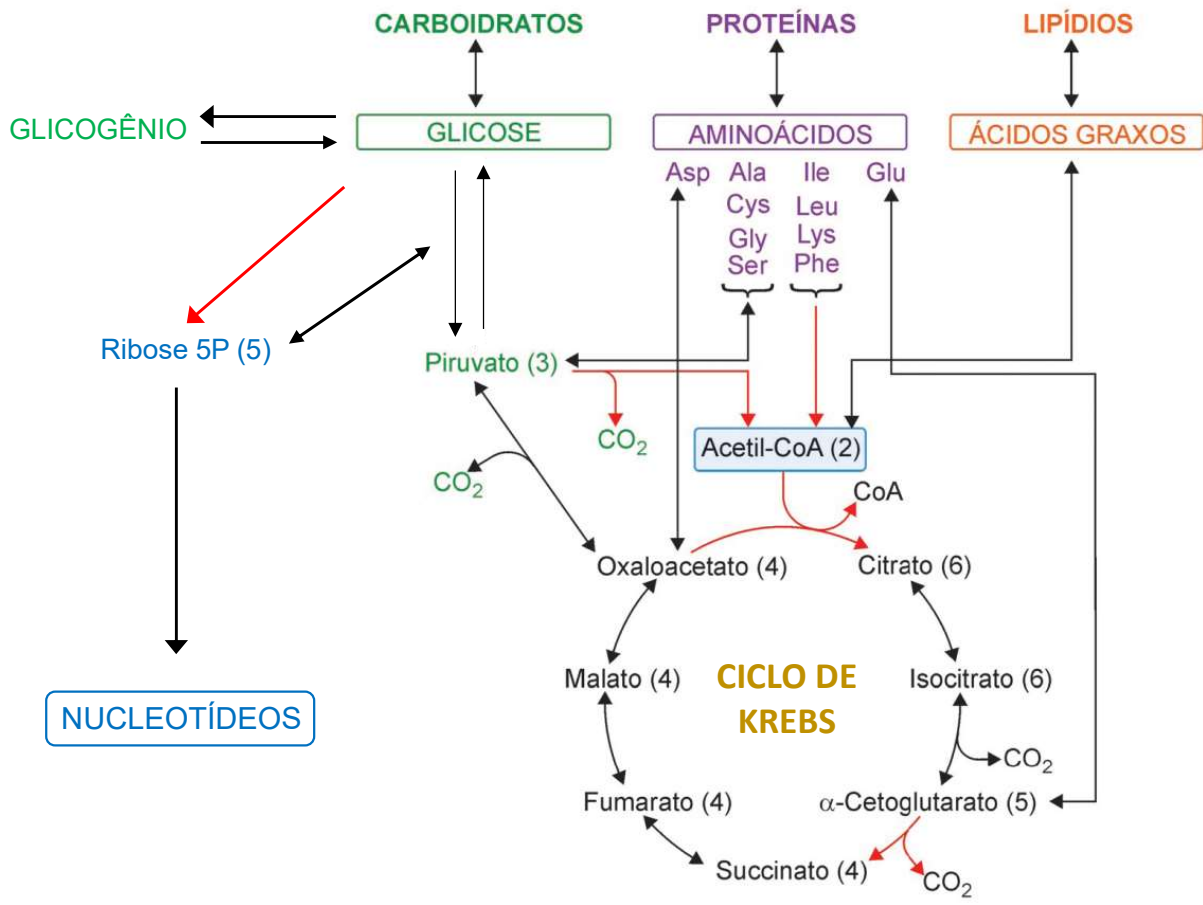 CARBOIDRATOS
PROTEÍNAS
LIPÍDIOS
GLICOGÊNIO
GLICOSE
AMINOÁCIDOS
ÁCIDOS GRAXOS
Asp Ala Ile Glu
Cys Leu
Gly Lys
Ser Phe
Ribose 5P (5)
Piruvato (3)
CO2
CO2
Acetil-CoA (2)
CoA
Oxaloacetato (4)
Citrato (6)
Malato (4)
CICLO DE
KREBS
Isocitrato (6)
NUCLEOTÍDEOS
CO2
Fumarato (4)
α-Cetoglutarato (5)
Succinato (4)
CO2